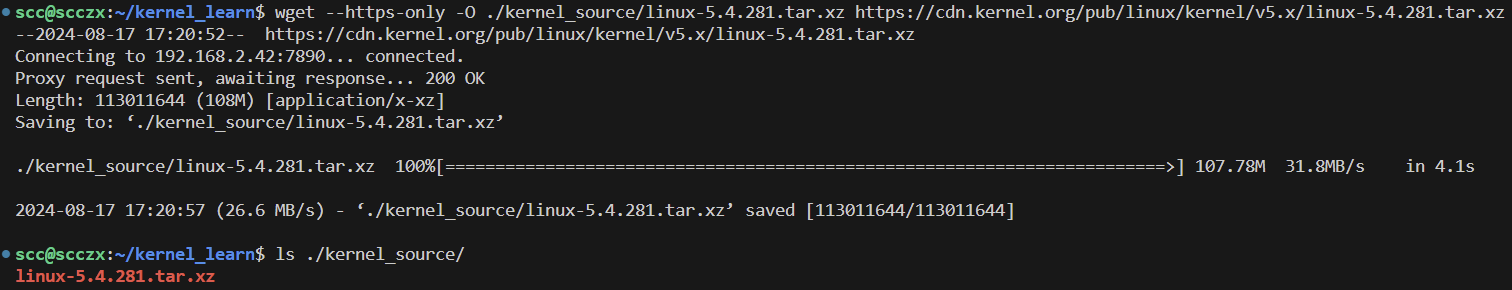 scc@scczx:~/kernel_learn$ wget --https-only -O ./kernel_source/linux-5.4.281.tar.xz https://cdn.kernel.org/pub/linux/kernel/v5.x/linux-5.4.281.tar.xz
--2024-08-17 17:20:52--  https://cdn.kernel.org/pub/linux/kernel/v5.x/linux-5.4.281.tar.xz
Connecting to 192.168.2.42:7890... connected.
Proxy request sent, awaiting response... 200 OK
Length: 113011644 (108M) [application/x-xz]
Saving to: ‘./kernel_source/linux-5.4.281.tar.xz’
./kernel_source/linux-5.4.281.tar.xz  100%[========================================================================>] 107.78M  31.8MB/s    in 4.1s
2024-08-17 17:20:57 (26.6 MB/s) - ‘./kernel_source/linux-5.4.281.tar.xz’ saved [113011644/113011644]
scc@scczx:~/kernel_learn$ ls ./kernel_source/
linux-5.4.281.tar.xz